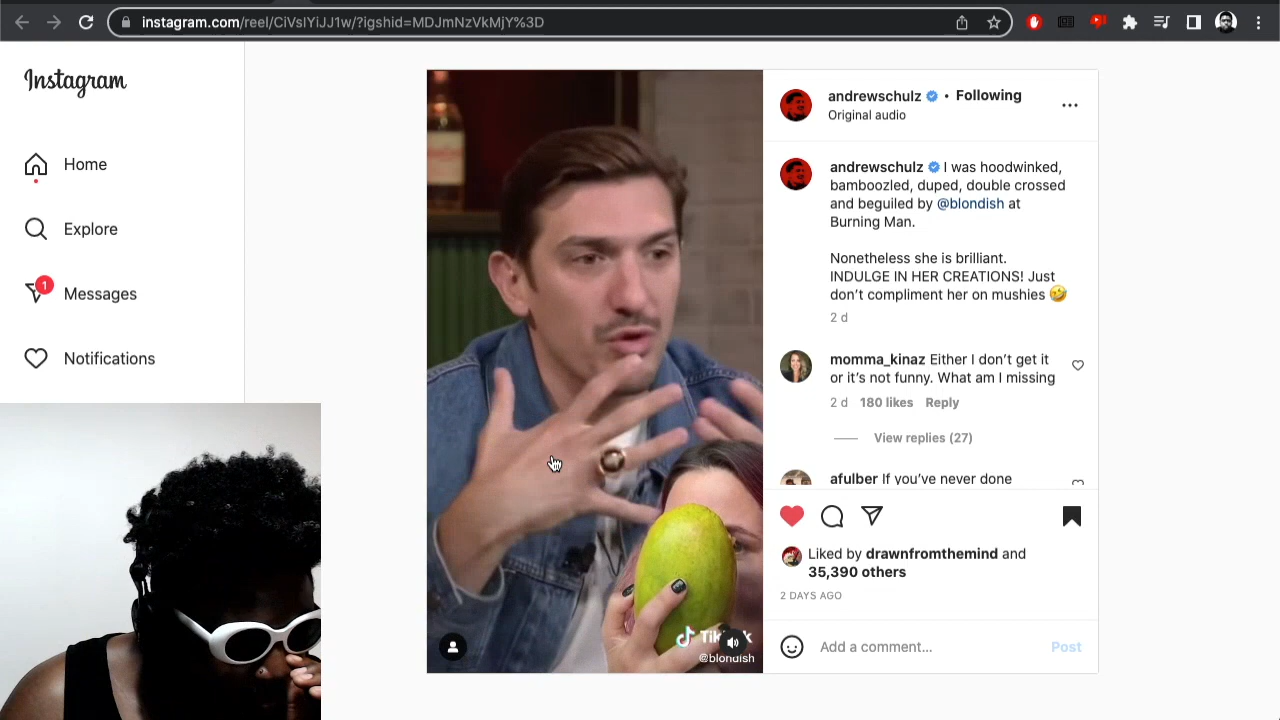 instagram.com/reel/CiVsIYiJJ1w/?igshid=MDJmNzVkMjY%3D
Instagram
Home
Explore
1
Messages
Notifications
andrewschulz • Following
Original audio
andrewschulz I was hoodwinked,
bamboozled, duped, double crossed
and beguiled by @blondish at
Burning Man.
Nonetheless she is brilliant.
INDULGE IN HER CREATIONS! Just
don't compliment her on mushies 🤣
2 d
momma_kinaz Either I don't get it
or it's not funny. What am I missing
2 d 180 likes Reply
View replies (27)
afulber If you've never done
Liked by drawnfromthemind and
35,390 others
2 DAYS AGO
Add a comment... Post
@blondish